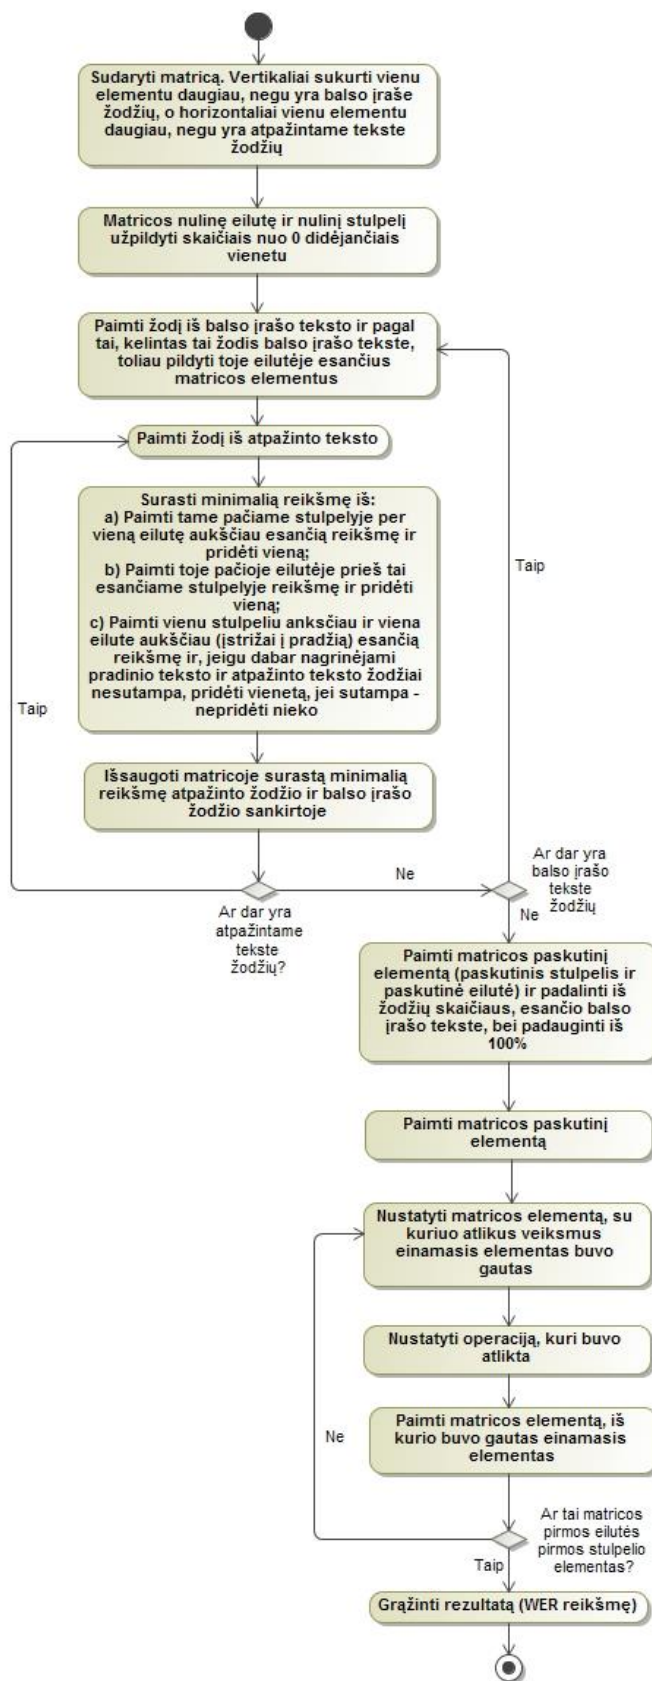 Sudaryti matricą. Vertikaliai sukurti vienu
elementu daugiau, negu yra balso įraše
žodžių, o horizontaliai vienu elementu
daugiau, negu yra atpažintame tekste
žodžių
Matricos nulinę eilutę ir nulinį stulpelį
užpildyti skaičiais nuo 0 didėjančiais
vienetu
Paimti žodį iš balso įrašo teksto ir pagal
tai, kelintas tai žodis balso įrašo tekste,
toliau pildyti toje eilutėje esančius
matricos elementus
Paimti žodį iš atpažinto teksto
Surasti minimalią reikšmę iš:
a) Paimti tame pačiame stulpelyje per
vieną eilutę aukščiau esančią reikšmę ir
pridėti vieną;
b) Paimti toje pačioje eilutėje prieš tai
esančiame stulpelyje reikšmę ir pridėti
vieną;
c) Paimti vienu stulpeliu anksčiau ir viena
eilute aukščiau (įstrižai į pradžią) esančią
reikšmę ir, jeigu dabar nagrinėjami
pradinio teksto ir atpažinto teksto žodžiai
nesutampa, pridėti vienetą, jei sutampa -
nepridėti nieko
Taip
Taip
Išsaugoti matricoje surastą minimalią
reikšmę atpažinto žodžio ir balso įrašo
žodžio sankirtoje
Ne
Ar dar yra
balso įrašo
tekste
žodžių
Ar dar yra
atpažintame
tekste
žodžių?
Ne
Paimti matricos paskutinį
elementą (paskutinis stulpelis ir
paskutinė eilutė) ir padalinti iš
žodžių skaičiaus, esančio balso
įrašo tekste, bei padauginti iš
100%
Paimti matricos paskutinį
elementą
Nustatyti matricos elementą, su
kuriuo atlikus veiksmus
einamasis elementas buvo
gautas
Nustatyti operaciją, kuri buvo
atlikta
Paimti matricos elementą, iš
kurio buvo gautas einamasis
elementas
Ne
Ar tai matricos
pirmos eilutės
pirmos stulpelio
elementas?
Taip
Grąžinti rezultatą (WER reikšmę)